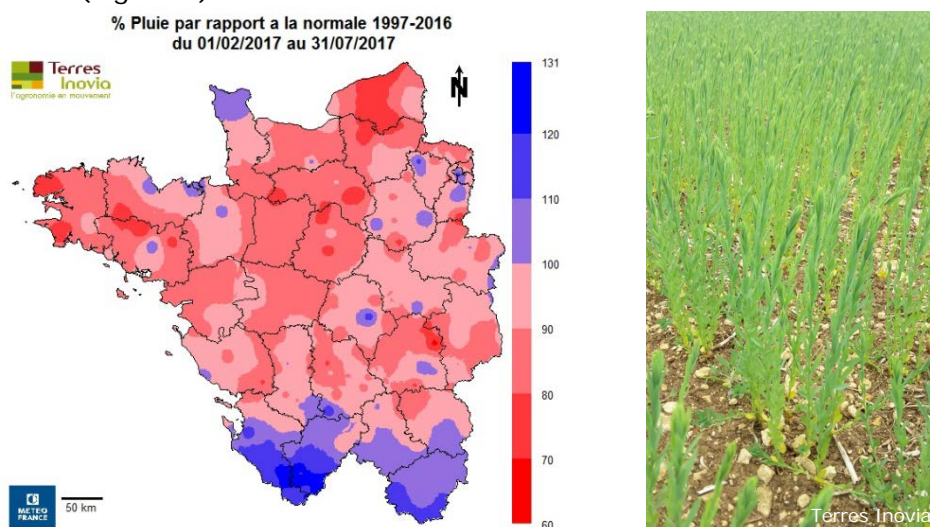 % Pluie par rapport a la normale 1997-2016
du 01/02/2017 au 31/07/2017
Terres
Inovia
l'agronomie en mouvement
N
131
120
110
100
90
80
70
60
METEO
FRANCE
50 km
Terres Inovia